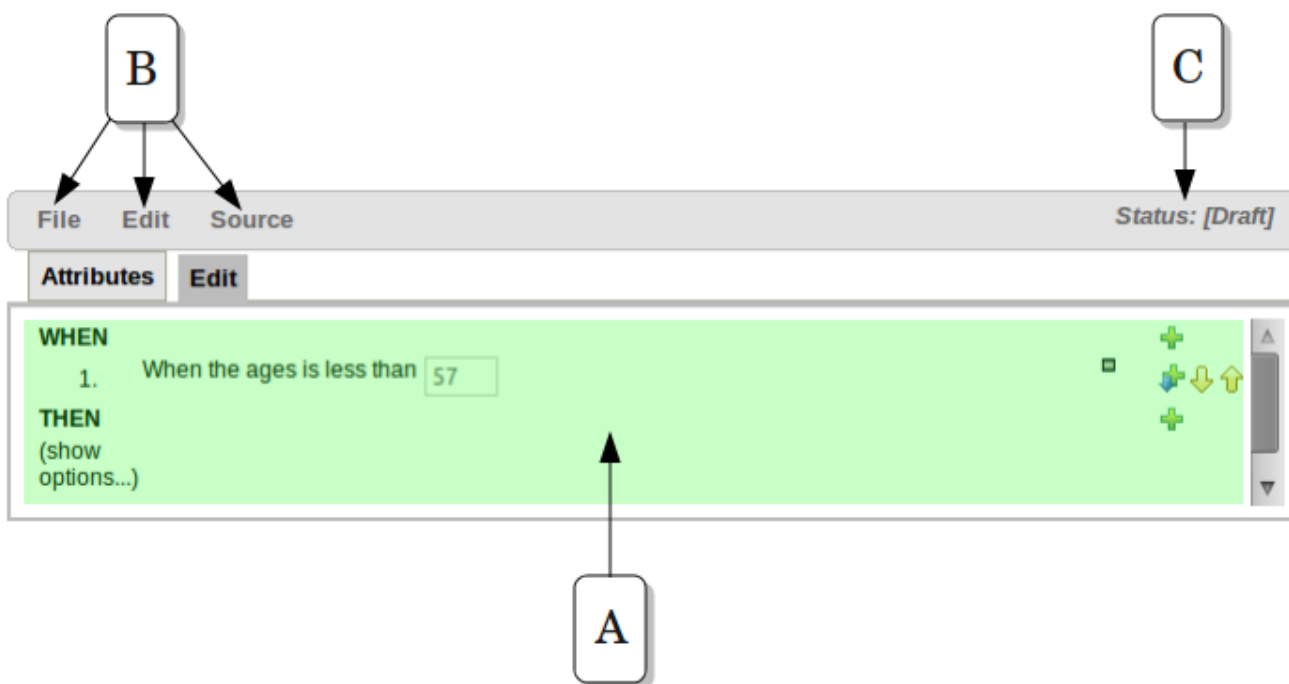 B
C
File Edit Source Status: [Draft]
Attributes Edit
WHEN
1. When the ages is less than 57
THEN
(show
options...)
A